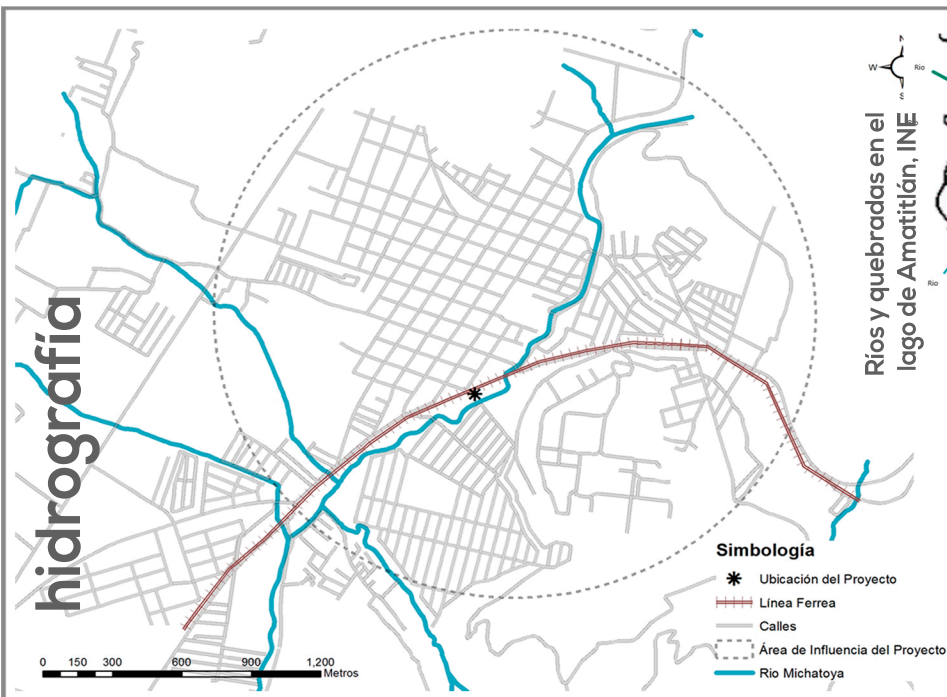 hidrografía
Ríos y quebradas en el
lago de Amatitlán, INE
N
W
S
Rio
Rio
Simbología
Ubicación del Proyecto
Línea Ferrea
Calles
Área de Influencia del Proyecto
Rio Michatoya
0 150 300 600 900 1,200
Metros